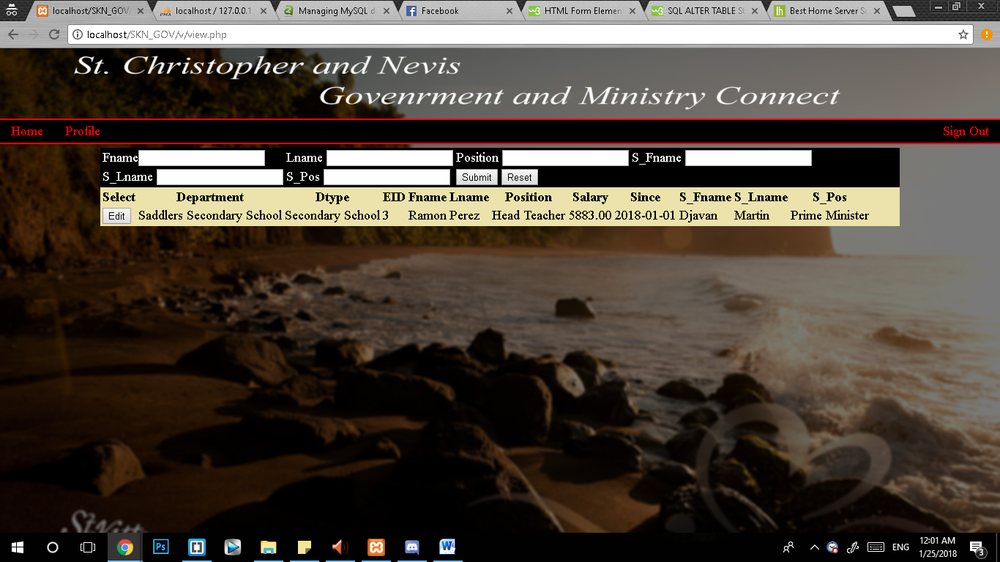 localhost/SKN_GOV/
localhost / 127.0.0.1
Managing MySQL d
Facebook
HTML Form Elemen
SQL ALTER TABLE St
Best Home Server So
localhost/SKN_GOV/v/view.php
St. Christopher and Nevis
Govenrment and Ministry Connect
Home Profile Sign Out
Fname Lname Position S_Fname
S_Lname S_Pos Submit Reset
Select Department Dtype EID Fname Lname Position Salary Since S_Fname S_Lname S_Pos
Edit Saddlers Secondary School Secondary School 3 Ramon Perez Head Teacher 5883.00 2018-01-01 Djavan Martin Prime Minister
ENG
12:01 AM
1/25/2018
3